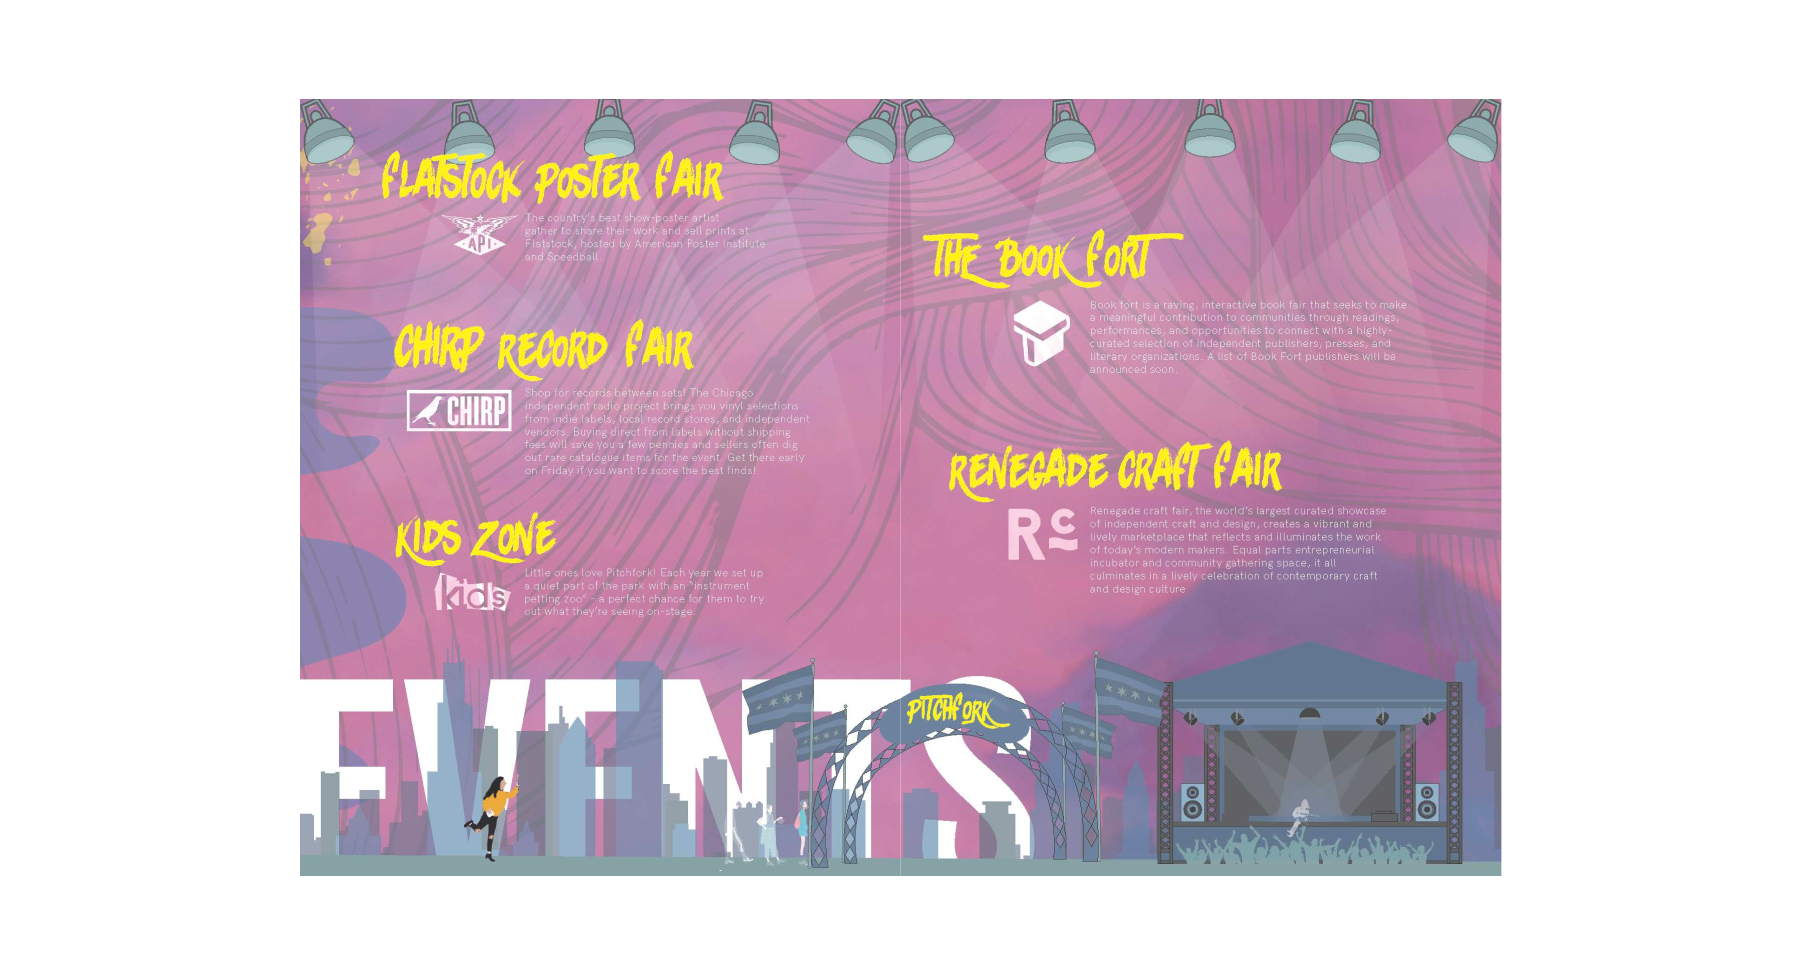 FLATSTOCK POSTER FAIR
API
The country's best show-poster artist
gather to share their work and sell prints at
Flatstock, hosted by American Poster Institute
and Speedball.
CHIRP RECORD FAIR
CHIRP
Shop for records between sets! The Chicago
independent radio project brings you vinyl selections
from indie labels, local record stores, and independent
vendors. Buying direct from labels without shipping
fees will save you a few pennies and sellers often dig
out rare catalogue items for the event. Get there early
on Friday if you want to score the best finds!
KIDS ZONE
kids
Little ones love Pitchfork! Each year we set up
a quiet part of the park with an "instrument
petting zoo" - a perfect chance for them to try
out what they're seeing on-stage.
THE BOOK FORT
Book fort is a raving, interactive book fair that seeks to make
a meaningful contribution to communities through readings,
performances, and opportunities to connect with a highly-
curated selection of independent publishers, presses, and
literary organizations. A list of Book Fort publishers will be
announced soon.
RENEGADE CRAFT FAIR
Rc
Renegade craft fair, the world's largest curated showcase
of independent craft and design, creates a vibrant and
lively marketplace that reflects and illuminates the work
of today's modern makers. Equal parts entrepreneurial
incubator and community gathering space, it all
culminates in a lively celebration of contemporary craft
and design culture
EVENTS
PITCHFORK